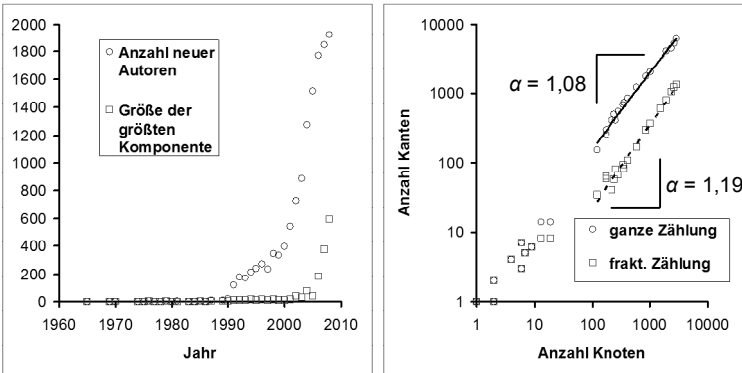 2000
1800
1600
1400
1200
1000
800
600
400
200
0
1960
1970
1980
1990
2000
2010
Jahr
Anzahl neuer
Autoren
Größe der
größten
Komponente
Anzahl Kanten
10000
1000
100
10
1
1
10
100
1000
10000
Anzahl Knoten
α = 1,08
α = 1,19
ganze Zählung
frakt. Zählung